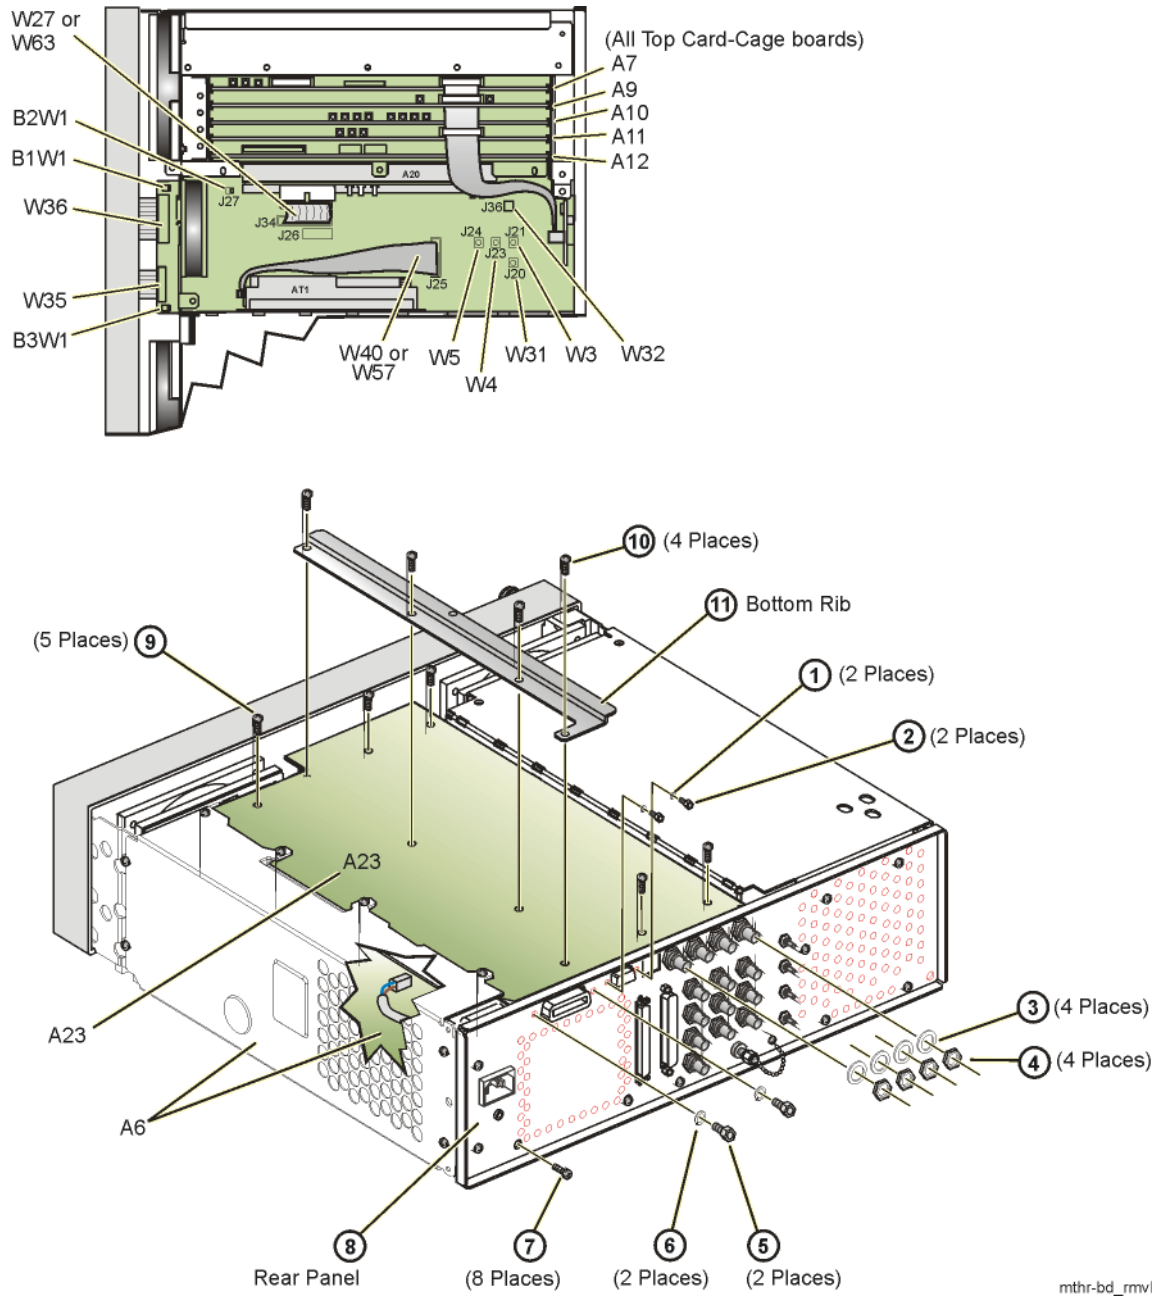 W27 or
W63
(All Top Card-Cage boards)
A7
A9
A10
A11
A12
B2W1
B1W1
W36
W35
B3W1
A20
J27
J34
J26
J36
J24
J21
J23
J20
J25
AT1
W40 or
W57
W5
W4
W31
W3
W32
10 (4 Places)
11 Bottom Rib
(5 Places) 9
1 (2 Places)
2 (2 Places)
A23
A23
A6
3 (4 Places)
4 (4 Places)
8
Rear Panel
7
(8 Places)
6
(2 Places)
5
(2 Places)
mthr-bd_rmvl